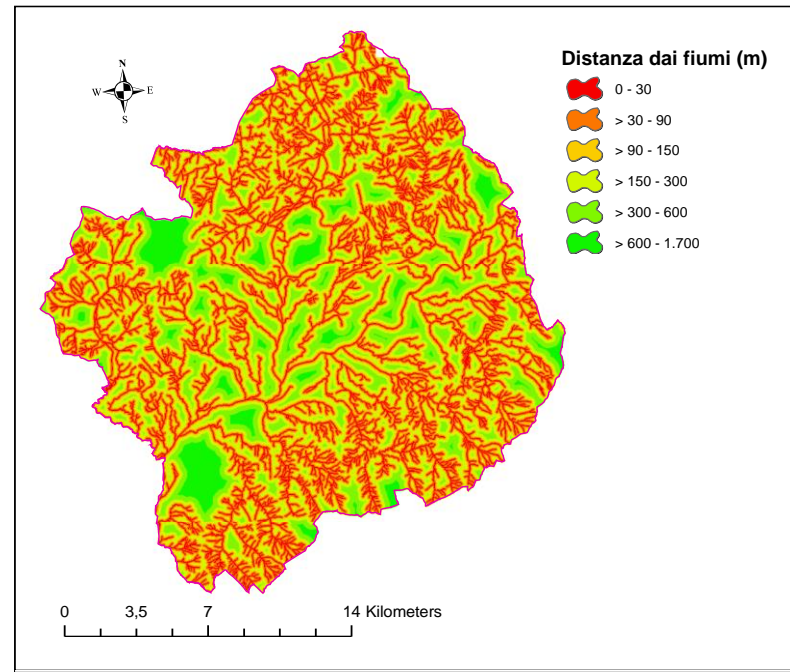 N
W E
S
Distanza dai fiumi (m)
0 - 30
> 30 - 90
> 90 - 150
> 150 - 300
> 300 - 600
> 600 - 1.700
0 3,5 7 14 Kilometers